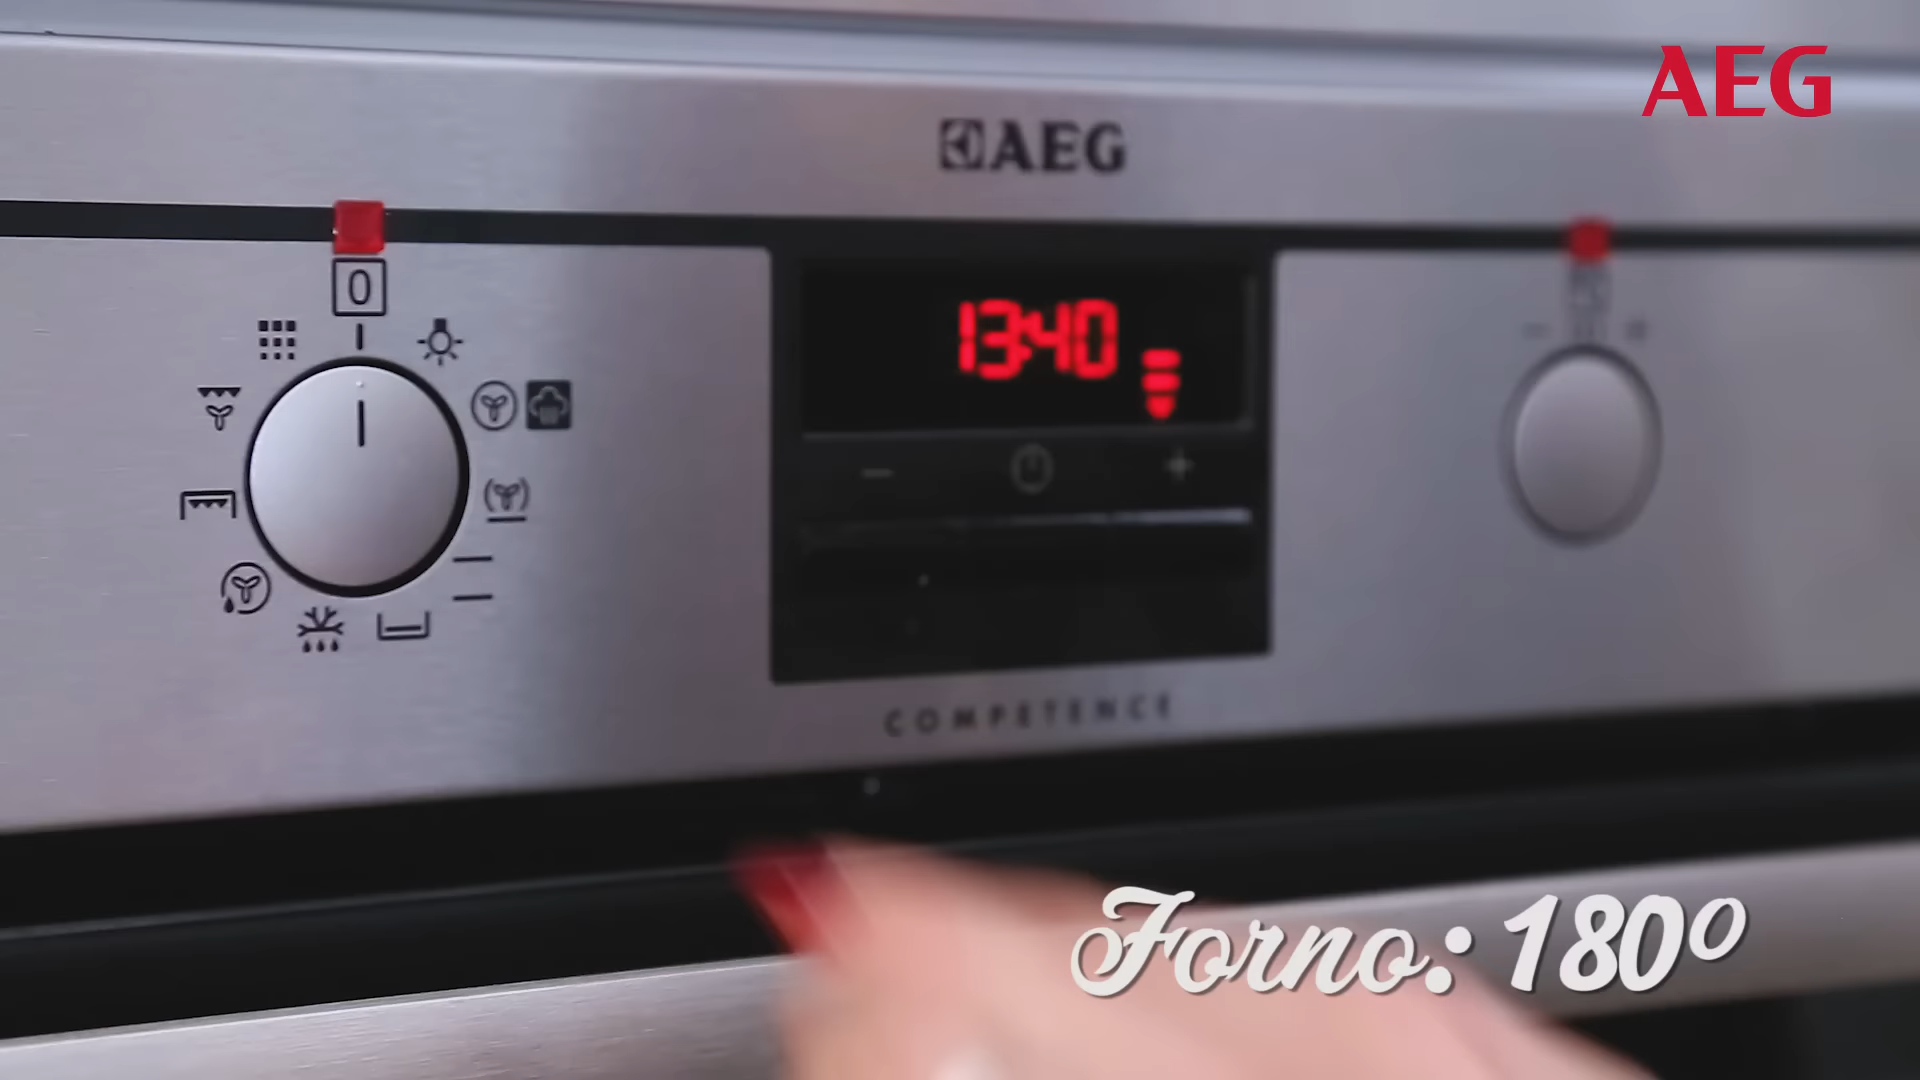 AEG
AEG
0
13:40
COMPETENCE
Forno: 180º